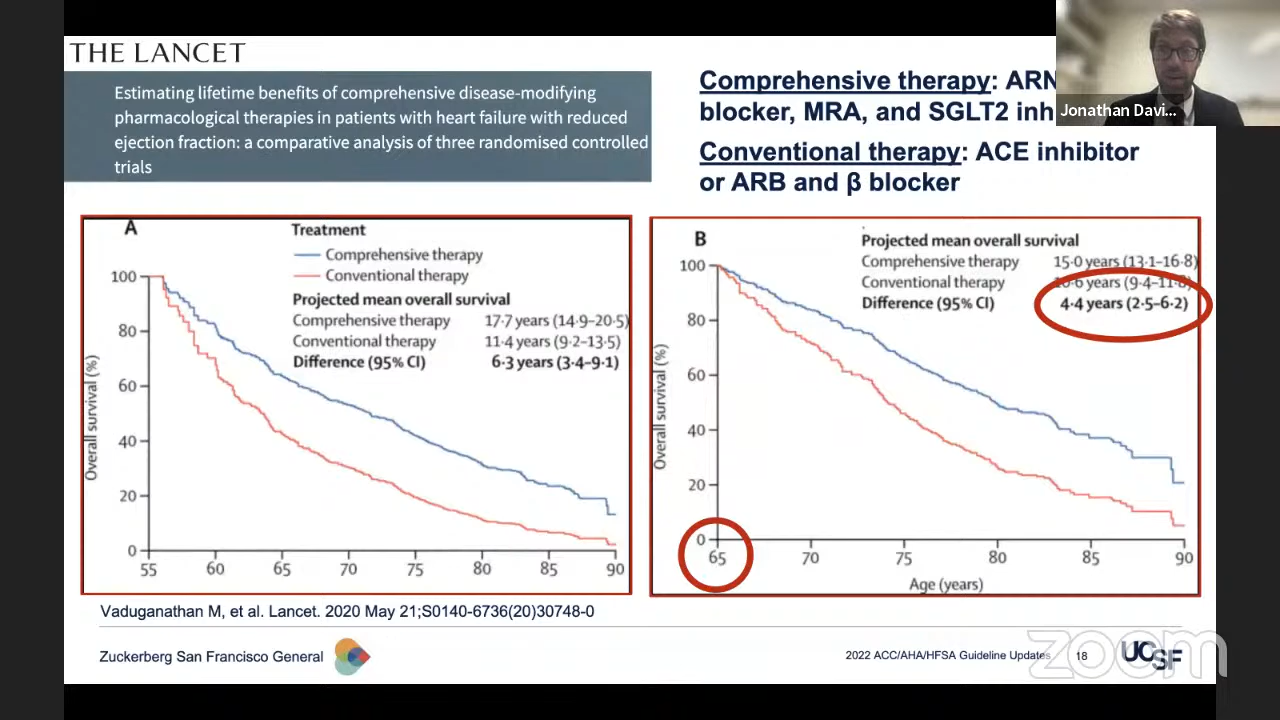 THE LANCET
Estimating lifetime benefits of comprehensive disease-modifying
pharmacological therapies in patients with heart failure with reduced
ejection fraction: a comparative analysis of three randomised controlled
trials
Comprehensive therapy: ARN
blocker, MRA, and SGLT2 inh
Conventional therapy: ACE inhibitor
or ARB and β blocker
Jonathan Davi...
A
Treatment
Comprehensive therapy
Conventional therapy
Projected mean overall survival
Comprehensive therapy 17·7 years (14·9–20·5)
Conventional therapy 11·4 years (9·2–13·5)
Difference (95% CI) 6·3 years (3·4–9·1)
Overall survival (%)
100
80
60
40
20
0
55 60 65 70 75 80 85 90
B
Projected mean overall survival
Comprehensive therapy 15·0 years (13·1–16·8)
Conventional therapy 10·6 years (9·4–11·8)
Difference (95% CI) 4·4 years (2·5–6·2)
Overall survival (%)
100
80
60
40
20
0
65 70 75 80 85 90
Age (years)
Vaduganathan M, et al. Lancet. 2020 May 21;S0140-6736(20)30748-0
Zuckerberg San Francisco General
2022 ACC/AHA/HFSA Guideline Updates
18
UCSF
zoom